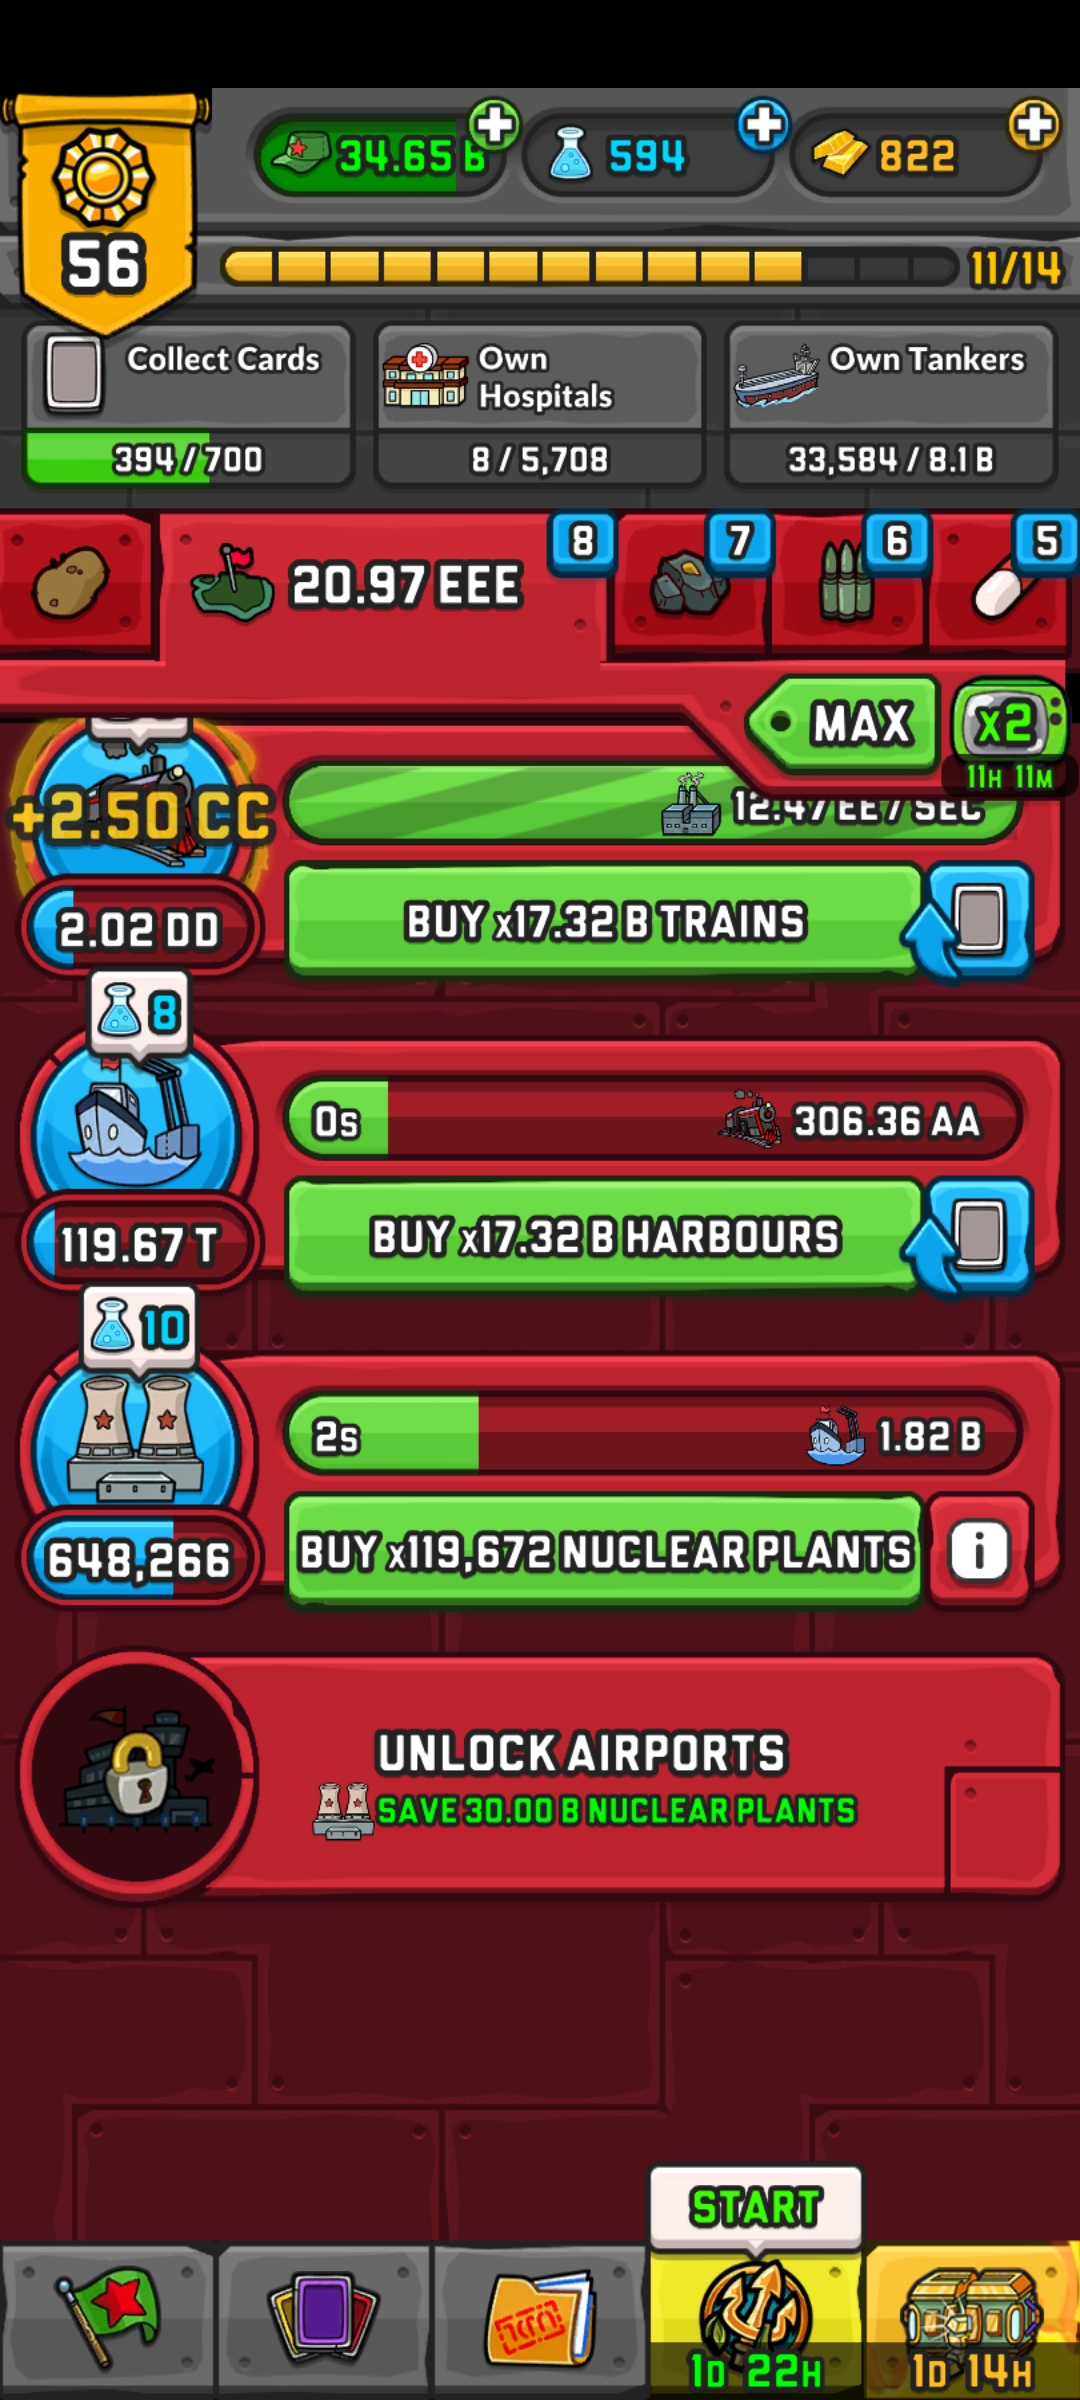 56
34.65 B
594
822
11/14
Collect Cards
394/700
Own
Hospitals
8/5,708
Own Tankers
33,584/8.1 B
20.97 EEE
8
7
6
5
MAX
x2
11H 11M
+2.50 CC
12.47 EE / SEC
2.02 DD
BUY x17.32 B TRAINS
8
0s
306.36 AA
119.67 T
BUY x17.32 B HARBOURS
10
2s
1.82 B
648,266
BUY x119,672 NUCLEAR PLANTS
i
UNLOCK AIRPORTS
SAVE 30.00 B NUCLEAR PLANTS
START
1D 22H
1D 14H